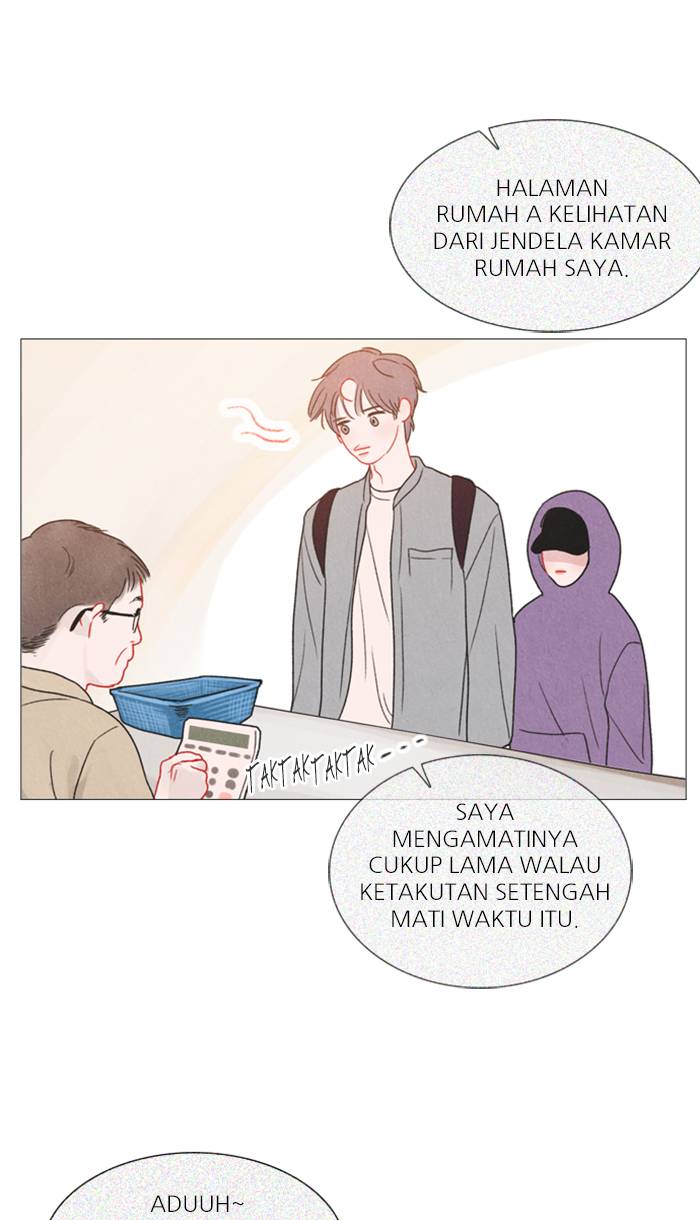 HALAMAN
RUMAH A KELIHATAN
DARI JENDELA KAMAR
RUMAH SAYA.
TAKTAKTAKTAK---
SAYA
MENGAMATINYA
CUKUP LAMA WALAU
KETAKUTAN SETENGAH
MATI WAKTU ITU.
ADUUH~